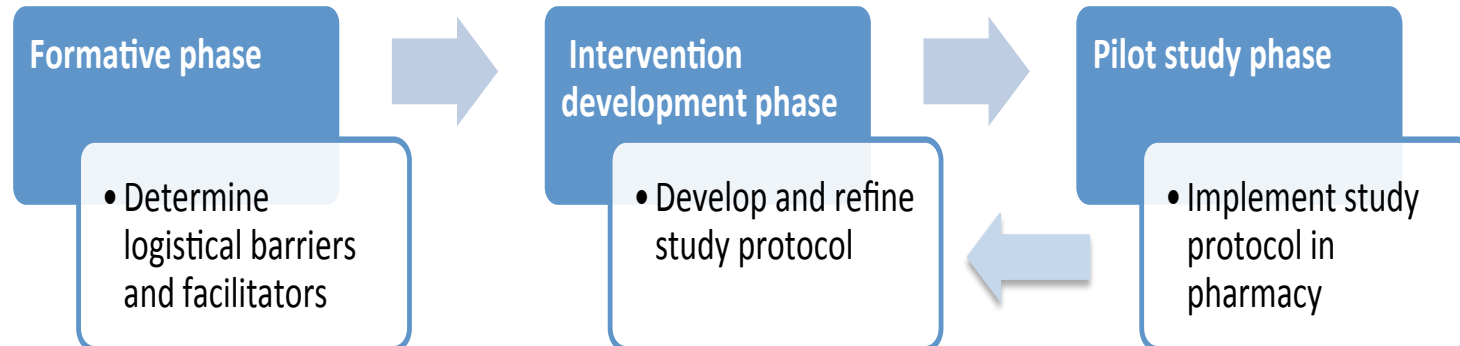 Formative phase
• Determine
logistical barriers
and facilitators
Intervention
development phase
• Develop and refine
study protocol
Pilot study phase
• Implement study
protocol in
pharmacy